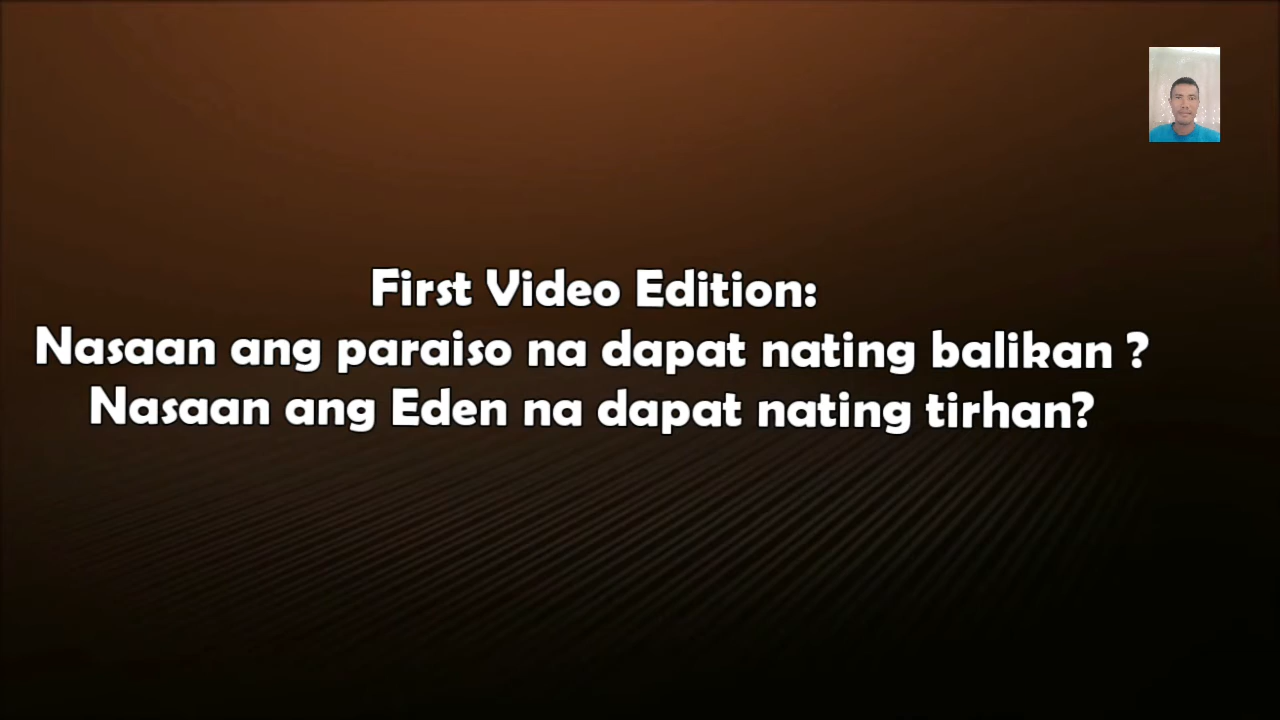 First Video Edition:
Nasaan ang paraiso na dapat nating balikan ?
Nasaan ang Eden na dapat nating tirhan?